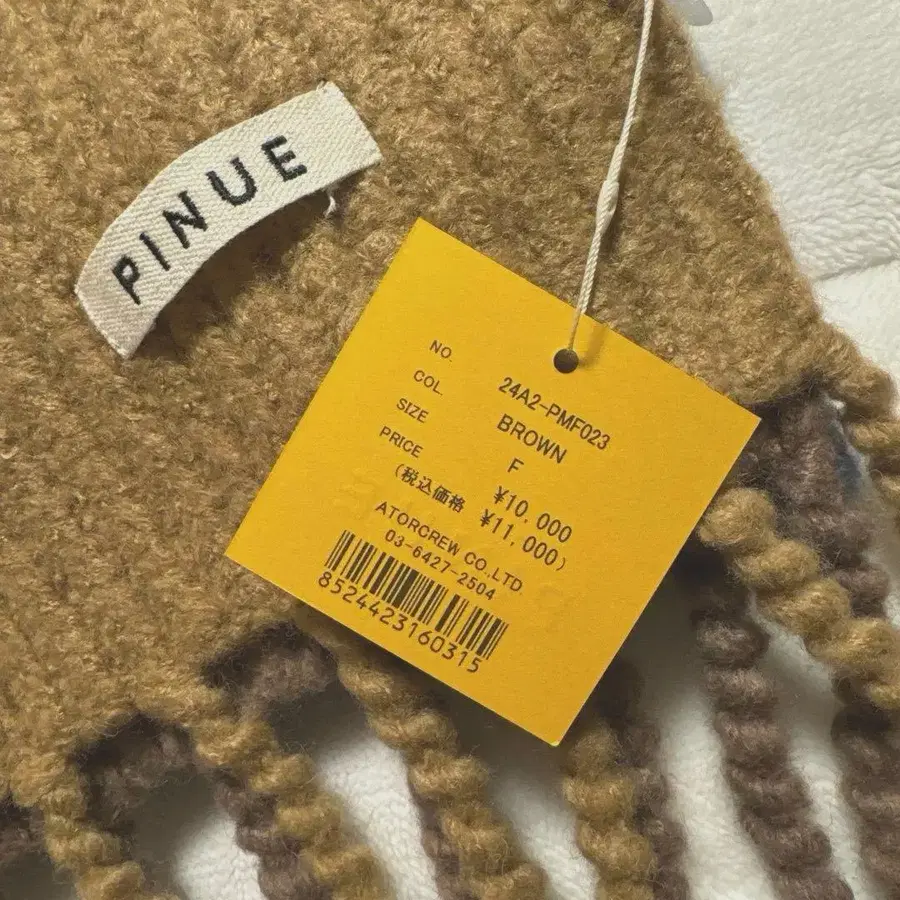 PINUE
NO. 24A2-PMF023
COL. BROWN
SIZE F
PRICE ¥10,000
(税込価格 ¥11,000)
ATORCREW CO.,LTD.
03-6427-2504
8524423160315